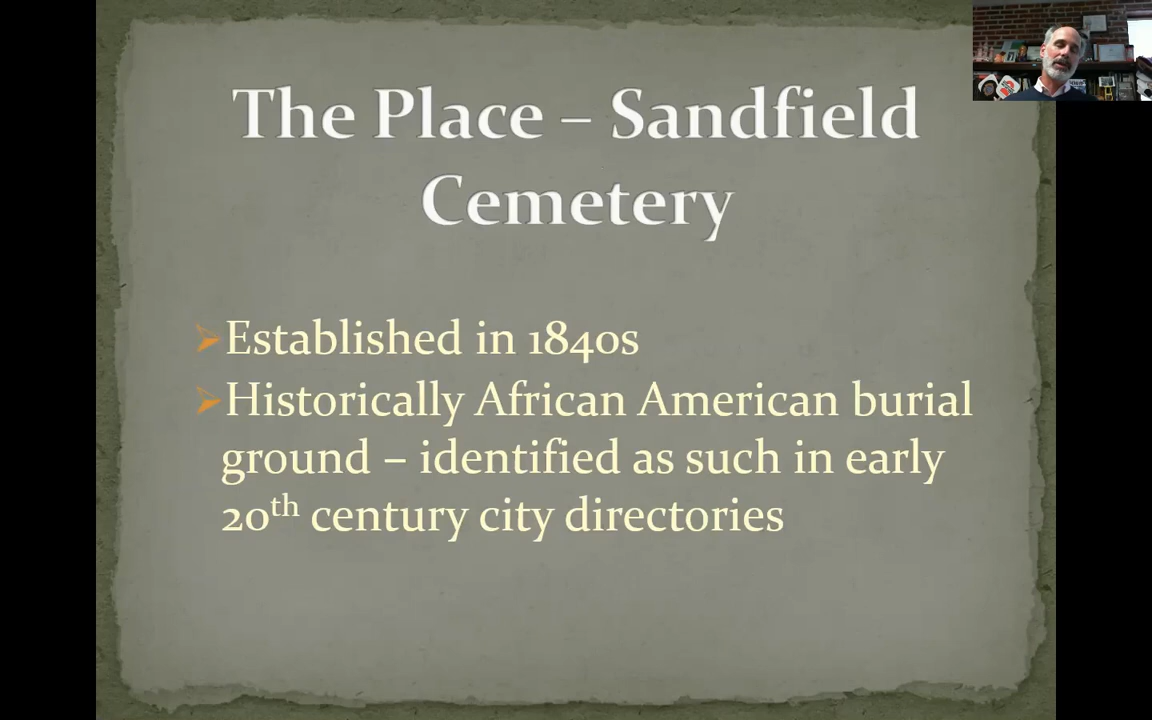 The Place – Sandfield
Cemetery
➢Established in 1840s
➢Historically African American burial
ground – identified as such in early
20th century city directories